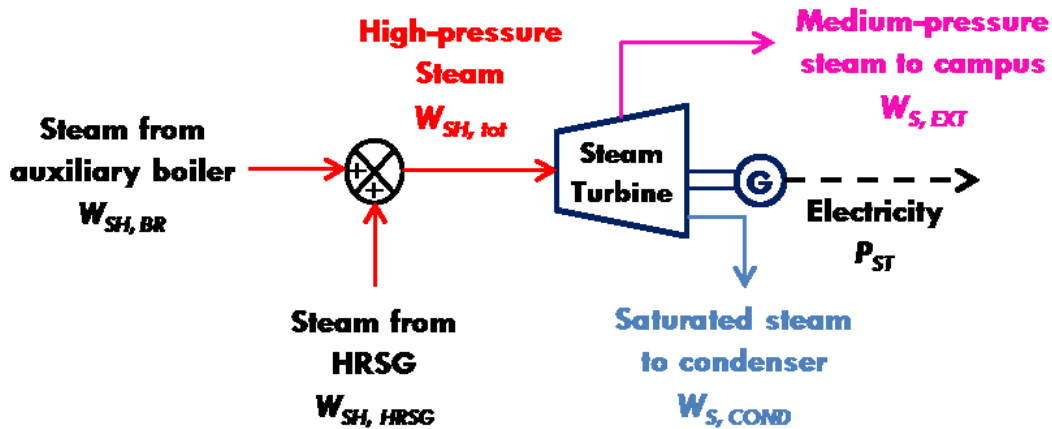 High-pressure
Steam
W_SH, tot
Medium-pressure
steam to campus
W_S, EXT
Steam from
auxiliary boiler
W_SH, BR
+
+
Steam
Turbine
G
Electricity
P_ST
Steam from
HRSG
W_SH, HRSG
Saturated steam
to condenser
W_S, COND